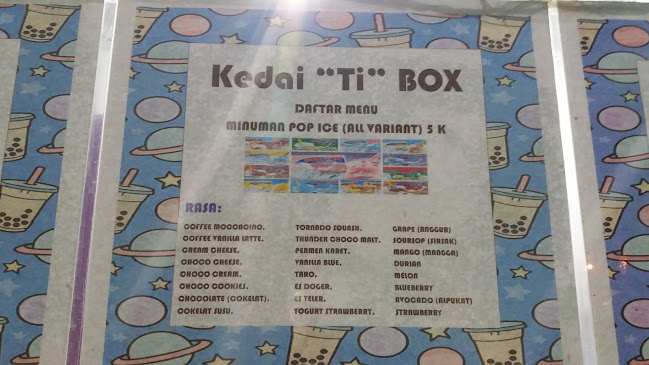 Kedai "Ti" BOX
DAFTAR MENU
MINUMAN POP ICE (ALL VARIANT) 5 K
RASA:
COFFEE MOCCACINO.
COFFEE VANILLA LATTE.
CREAM CHEESE.
CHOCO CHEESE.
CHOCO CREAM.
CHOCO COOKIES.
CHOCOLATE (COKELAT).
COKELAT SUSU.
TORNADO SQUASH.
THUNDER CHOCO MALT.
PERMEN KARET.
VANILLA BLUE.
TARO.
ES DOGER.
ES TELER.
YOGURT STRAWBERRY.
GRAPE (ANGGUR)
SOURSOP (SIRSAK)
MANGO (MANGGA)
DURIAN
MELON
BLUEBERRY
AVOCADO (ALPUKAT)
STRAWBERRY